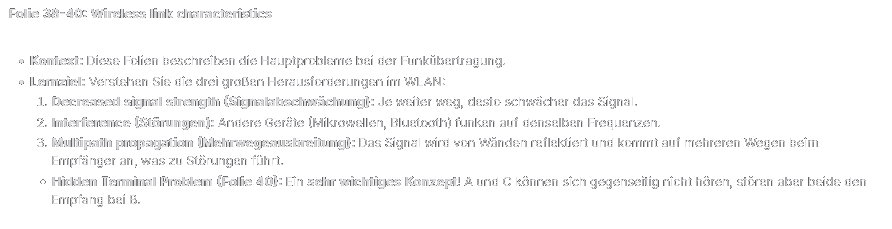 Folie 38-40: Wireless link characteristics
• Kontext: Diese Folien beschreiben die Hauptprobleme bei der Funkübertragung.
• Lernziel: Verstehen Sie die drei großen Herausforderungen im WLAN:
1. Decreased signal strength (Signalabschwächung): Je weiter weg, desto schwächer das Signal.
2. Interference (Störungen): Andere Geräte (Mikrowellen, Bluetooth) funken auf denselben Frequenzen.
3. Multipath propagation (Mehrwegeausbreitung): Das Signal wird von Wänden reflektiert und kommt auf mehreren Wegen beim
Empfänger an, was zu Störungen führt.
○ Hidden Terminal Problem (Folie 40): Ein sehr wichtiges Konzept! A und C können sich gegenseitig nicht hören, stören aber beide den
Empfang bei B.